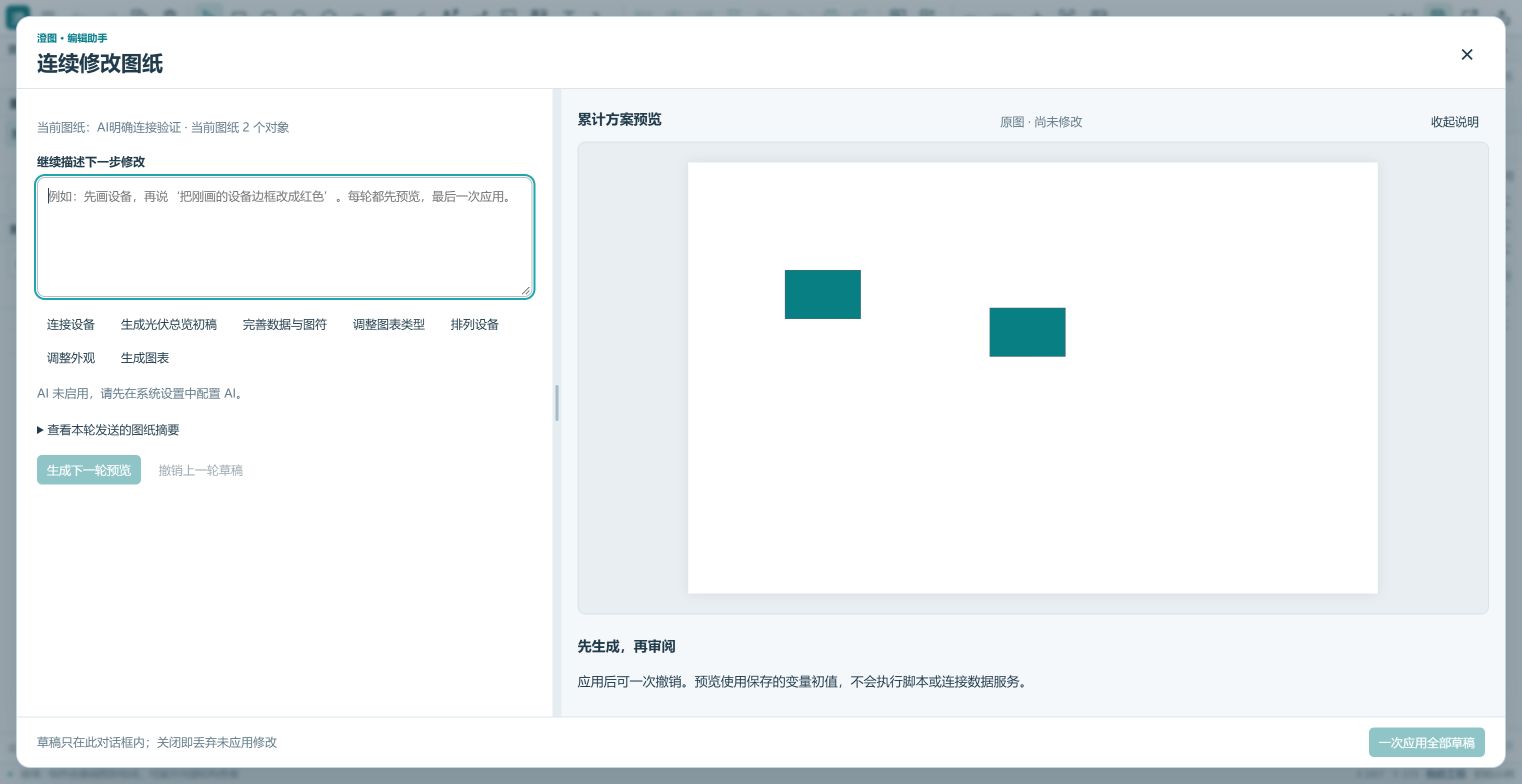 澄图 · 编辑助手
连续修改图纸
当前图纸：AI明确连接验证 · 当前图纸 2 个对象
继续描述下一步修改
例如：先画设备，再说‘把刚画的设备边框改成红色’。每轮都先预览，最后一次应用。
连接设备 生成光伏总览初稿 完善数据与图符 调整图表类型 排列设备
调整外观 生成图表
AI 未启用，请先在系统设置中配置 AI。
▶ 查看本轮发送的图纸摘要
生成下一轮预览 撤销上一轮草稿
累计方案预览 原图 · 尚未修改 收起说明
先生成，再审阅
应用后可一次撤销。预览使用保存的变量初值，不会执行脚本或连接数据服务。
草稿只在此对话框内；关闭即丢弃未应用修改 一次应用全部草稿